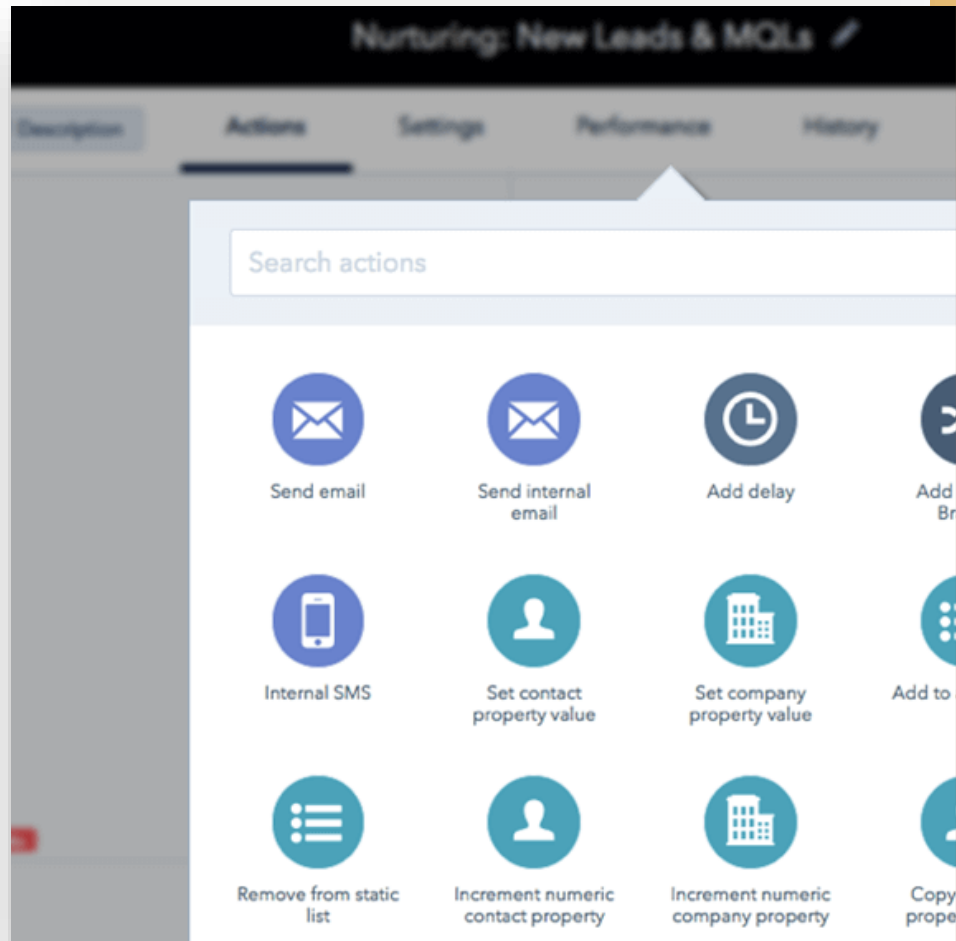 Nurturing: New Leads & MQLs
Description
Actions
Settings
Performance
History
Search actions
Send email
Send internal
email
Add delay
Add
Internal SMS
Set contact
property value
Set company
property value
Add to
Remove from static
list
Increment numeric
contact property
Increment numeric
company property
Copy